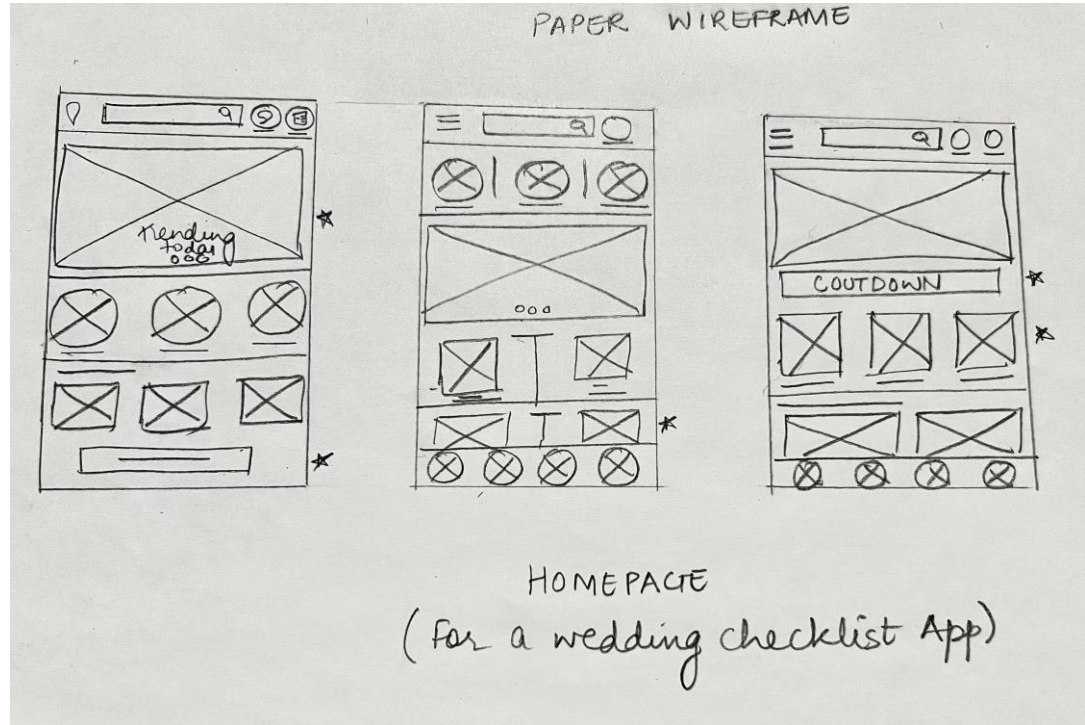 PAPER WIREFRAME
Trending
today
COUTDOWN
HOMEPAGE
(For a wedding checklist App)